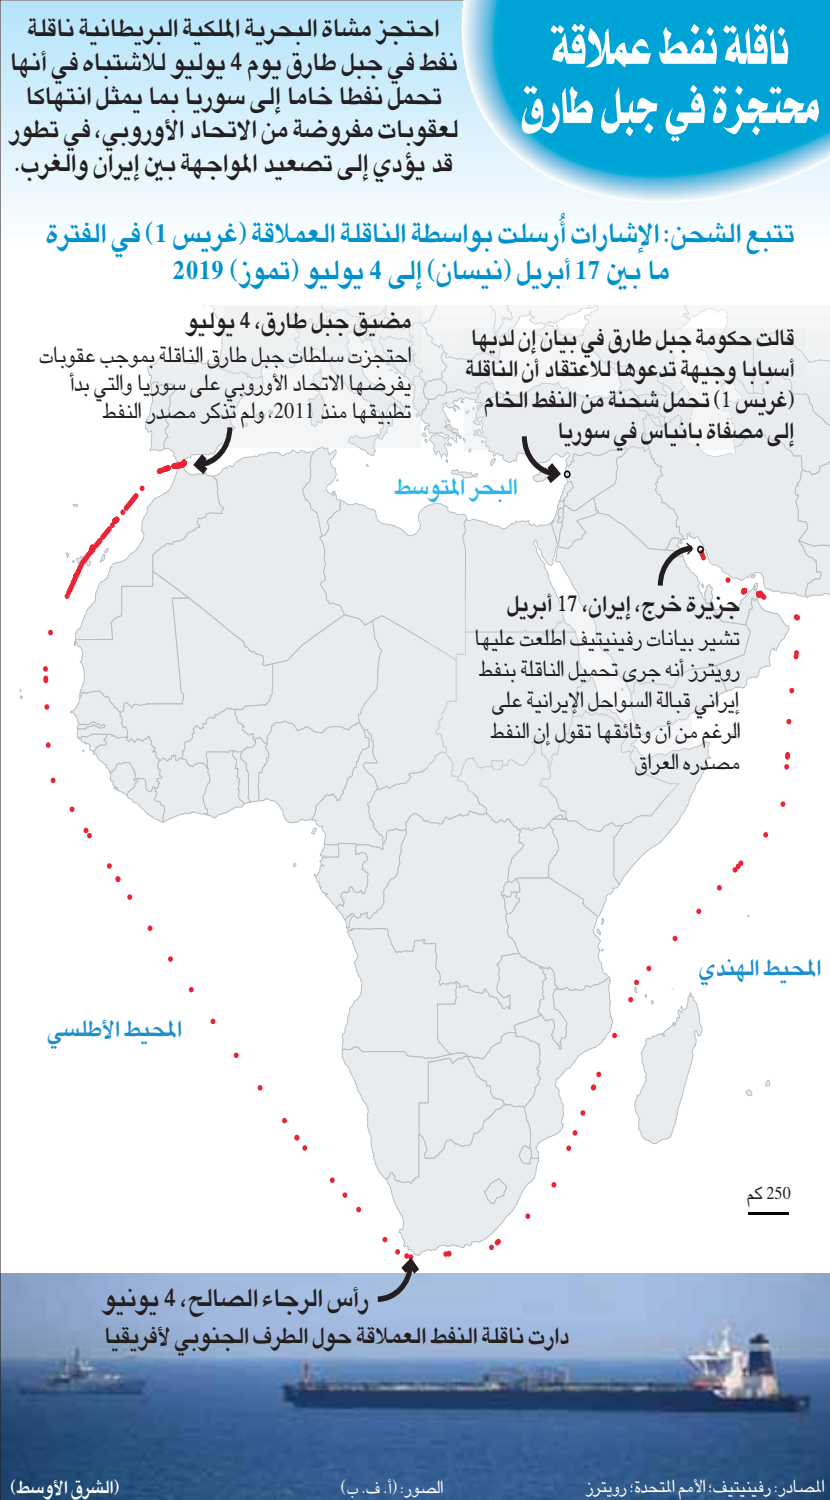 ناقلة نفط عملاقة
محتجزة في جبل طارق
احتجز مشاة البحرية الملكية البريطانية ناقلة
نفط في جبل طارق يوم 4 يوليو للاشتباه في أنها
تحمل نفطا خاما إلى سوريا بما يمثل انتهاكا
لعقوبات مفروضة من الاتحاد الأوروبي، في تطور
قد يؤدي إلى تصعيد المواجهة بين إيران والغرب.
تتبع الشحن: الإشارات أُرسلت بواسطة الناقلة العملاقة (غريس 1) في الفترة
ما بين 17 أبريل (نيسان) إلى 4 يوليو (تموز) 2019
قالت حكومة جبل طارق في بيان إن لديها
أسبابا وجيهة تدعوها للاعتقاد أن الناقلة
(غريس 1) تحمل شحنة من النفط الخام
إلى مصفاة بانياس في سوريا
مضيق جبل طارق، 4 يوليو
احتجزت سلطات جبل طارق الناقلة بموجب عقوبات
يفرضها الاتحاد الأوروبي على سوريا والتي بدأ
تطبيقها منذ 2011، ولم تذكر مصدر النفط
البحر المتوسط
جزيرة خرج، إيران، 17 أبريل
تشير بيانات رفينيتيف اطلعت عليها
رويترز أنه جرى تحميل الناقلة بنفط
إيراني قبالة السواحل الإيرانية على
الرغم من أن وثائقها تقول إن النفط
مصدره العراق
المحيط الهندي
المحيط الأطلسي
250 كم
رأس الرجاء الصالح، 4 يونيو
دارت ناقلة النفط العملاقة حول الطرف الجنوبي لأفريقيا
المصادر: رفينيتيف؛ الأمم المتحدة؛ رويترز
الصور: (أ. ف. ب)
(الشرق الأوسط)